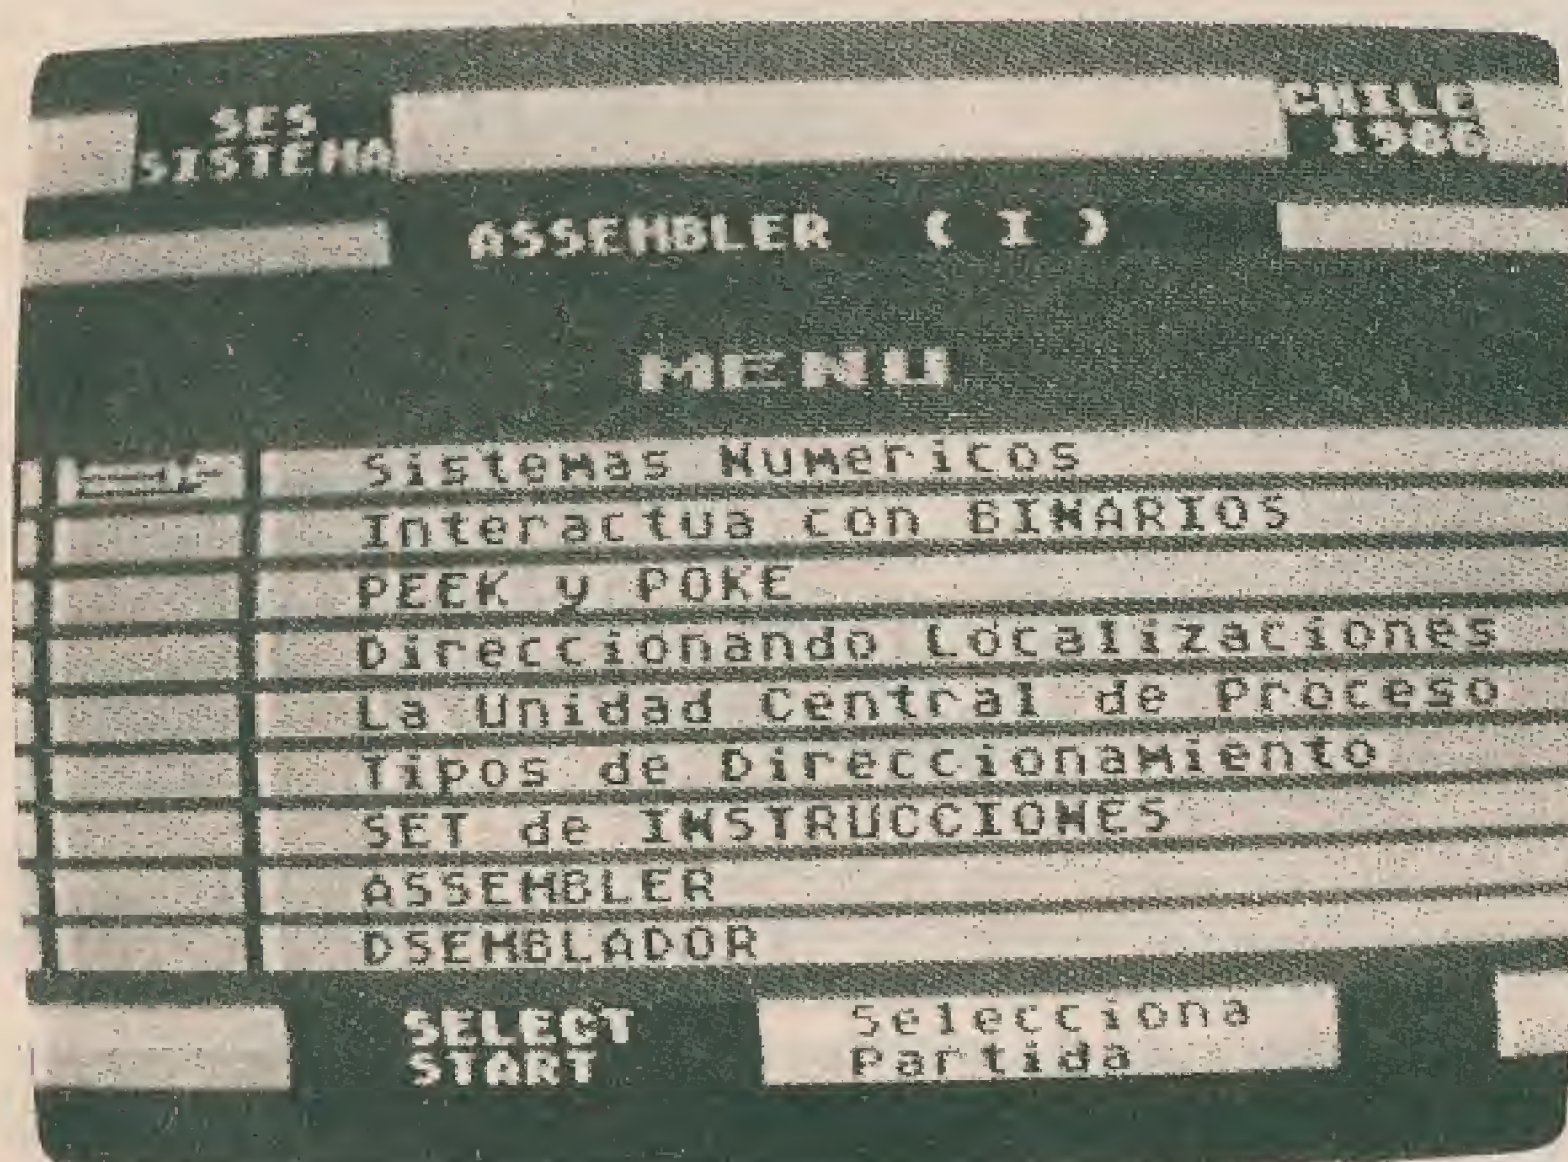 SES
SISTEMA
CHILE
1986
ASSEMBLER ( I )
MENU
Sistemas Numericos
Interactua con BINARIOS
PEEK y POKE
Direccionando Localizaciones
La Unidad Central de Proceso
Tipos de Direccionamiento
SET de INSTRUCCIONES
ASSEMBLER
DSEMBLADOR
SELECT Selecciona
START Partida